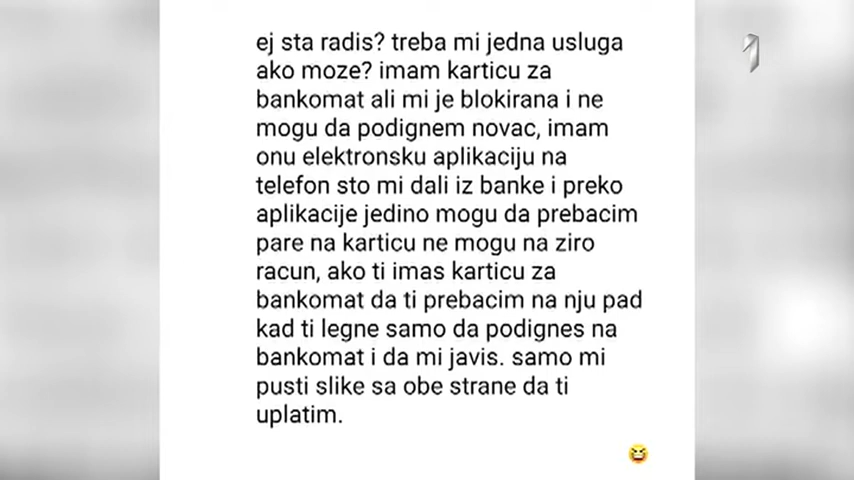 ej sta radis? treba mi jedna usluga
ako moze? imam karticu za
bankomat ali mi je blokirana i ne
mogu da podignem novac, imam
onu elektronsku aplikaciju na
telefon sto mi dali iz banke i preko
aplikacije jedino mogu da prebacim
pare na karticu ne mogu na ziro
racun, ako ti imas karticu za
bankomat da ti prebacim na nju pad
kad ti legne samo da podignes na
bankomat i da mi javis. samo mi
pusti slike sa obe strane da ti
uplatim.
1